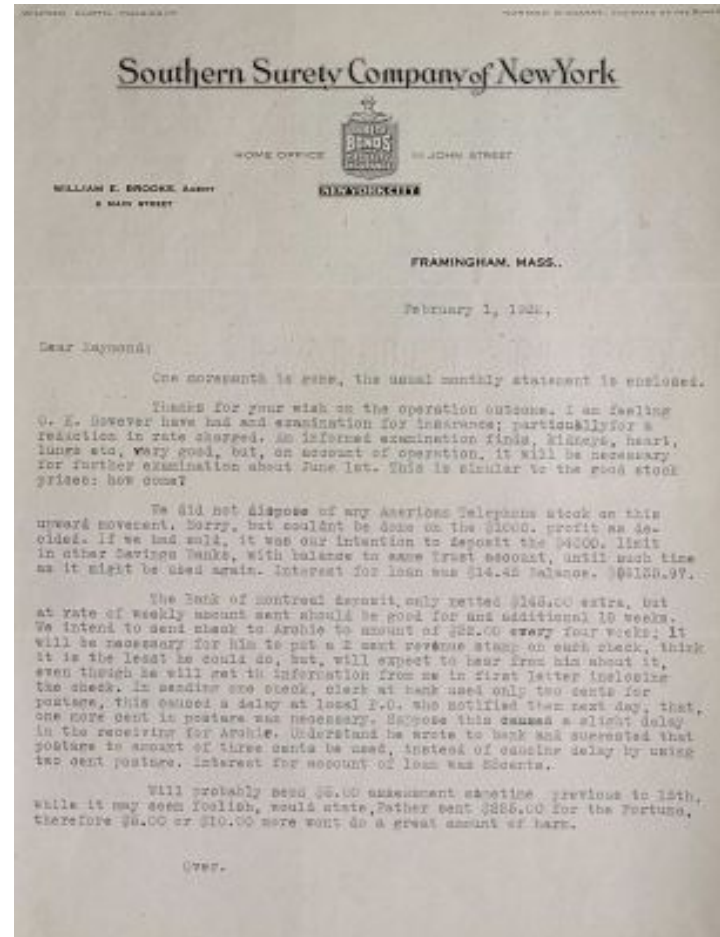 Southern Surety Company of New York
HOME OFFICE JOHN STREET
BONDS
NEW YORK CITY
WILLIAM E. BROOKS, AGENT
MAIN STREET
FRAMINGHAM, MASS..
February 1,
Dear Raymond;
One moremonth is gone, the usual monthly statement is enclosed.
Thanks for your wish on the operation outcome. I am feeling
O. K. However have had and examination for insurance; particuallyfor a
reduction in rate charged. An informed examination finds, kidneys, heart,
lungs etc, very good, but, on account of operation, it will be necessary
for further examination about June 1st. This is similar to the good stock
prices: how come?
We did not dispose of any American Telephone stock on this
upward movement. Sorry, but couldnt be done on the $1000. profit as de-
cided. If we had sold, it was our intention to deposit the $4000. limit
in other Savings Banks, with balance to same Trust account, until such time
as it might be used again. Interest for loan was $14.42 Balance.
The Bank of montreal deposit, only netted extra, but
at rate of weekly amount sent should be good for and additional 18 weeks.
We intend to send check to Archie to amount of $22.00 every four weeks; it
will be necessary for him to put a 2 cent revenue stamp on each check, think
it is the least he could do, but, will expect to hear from him about it,
even though he will get th information from me in first letter inclosing
the check. In sending one check, clerk at bank used only two cents for
postage, this caused a delay at local P.O. who notified them next day, that,
one more cent in postage was necessary. Suppose this caused a slight delay
in the receiving for Archie. Understand he wrote to bank and suggested that
postage to amount of three cents be used, instead of causing delay by using
two cent postage. Interest for account of loan was
Will probably need $5.00 assessment sometime previous to 15th,
while it may seem foolish, would state, Father sent for the Fortune,
therefore $5.00 or $10.00 more wont do a great amount of harm.
Over.